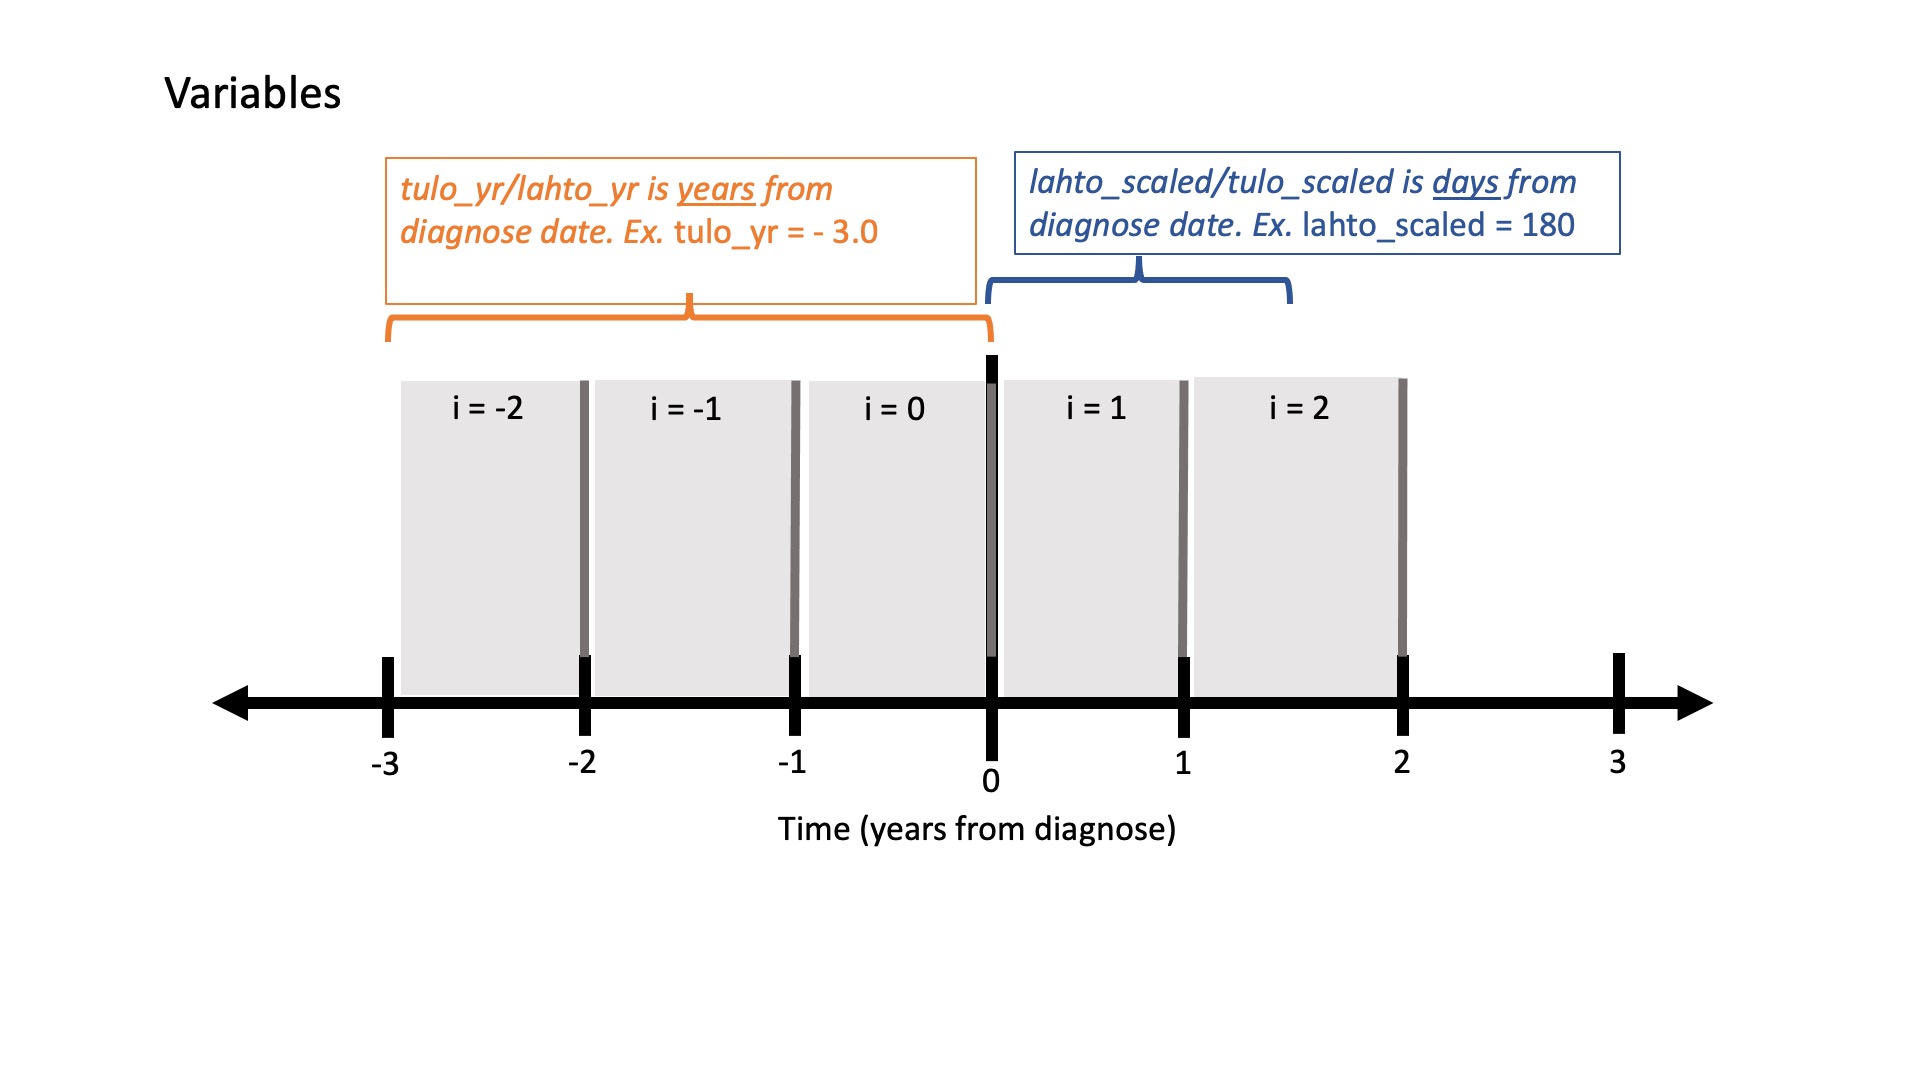 Variables
tulo_yr/lahto_yr is years from
diagnose date. Ex. tulo_yr = - 3.0
lahto_scaled/tulo_scaled is days from
diagnose date. Ex. lahto_scaled = 180
i = -2
i = -1
i = 0
i = 1
i = 2
-3
-2
-1
0
1
2
3
Time (years from diagnose)